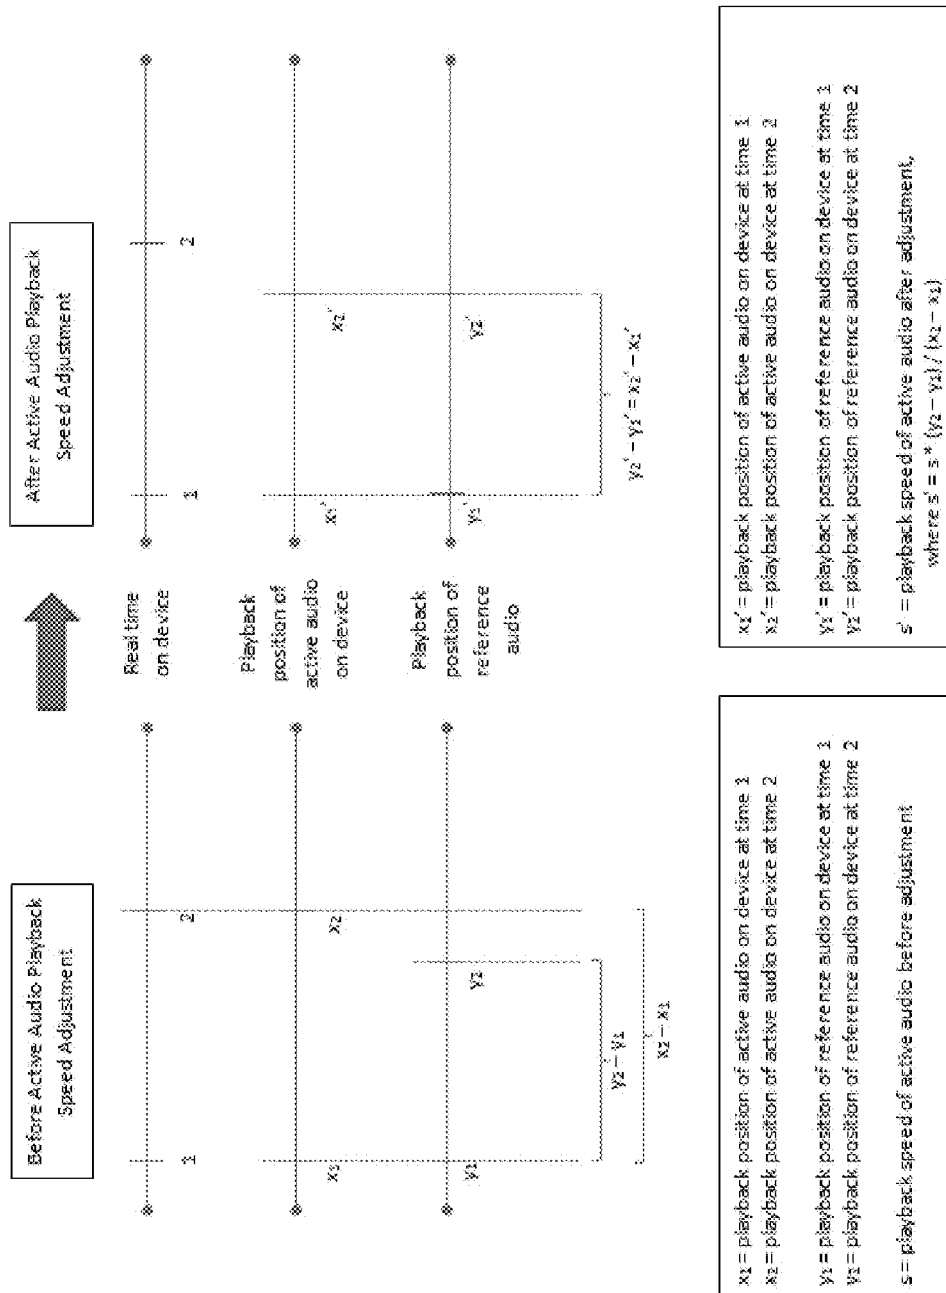 Before Active Audio Playback
Speed Adjustment
1
2
x₁
x₂
y₁
y₂
y₂ – y₁
x₂ – x₁
x₁ = playback position of active audio on device at time 1
x₂ = playback position of active audio on device at time 2
y₁ = playback position of reference audio on device at time 1
y₂ = playback position of reference audio on device at time 2
s = playback speed of active audio before adjustment
Real time
on device
Playback
position of
active audio
on device
Playback
position of
reference
audio
After Active Audio Playback
Speed Adjustment
1
2
x₁′
x₂′
y₁′
y₂′
y₂′ – y₁′ = x₂′ – x₁′
x₁′ = playback position of active audio on device at time 1
x₂′ = playback position of active audio on device at time 2
y₁′ = playback position of reference audio on device at time 1
y₂′ = playback position of reference audio on device at time 2
s′ = playback speed of active audio after adjustment,
where s′ = s * (y₂ – y₁) / (x₂ – x₁)